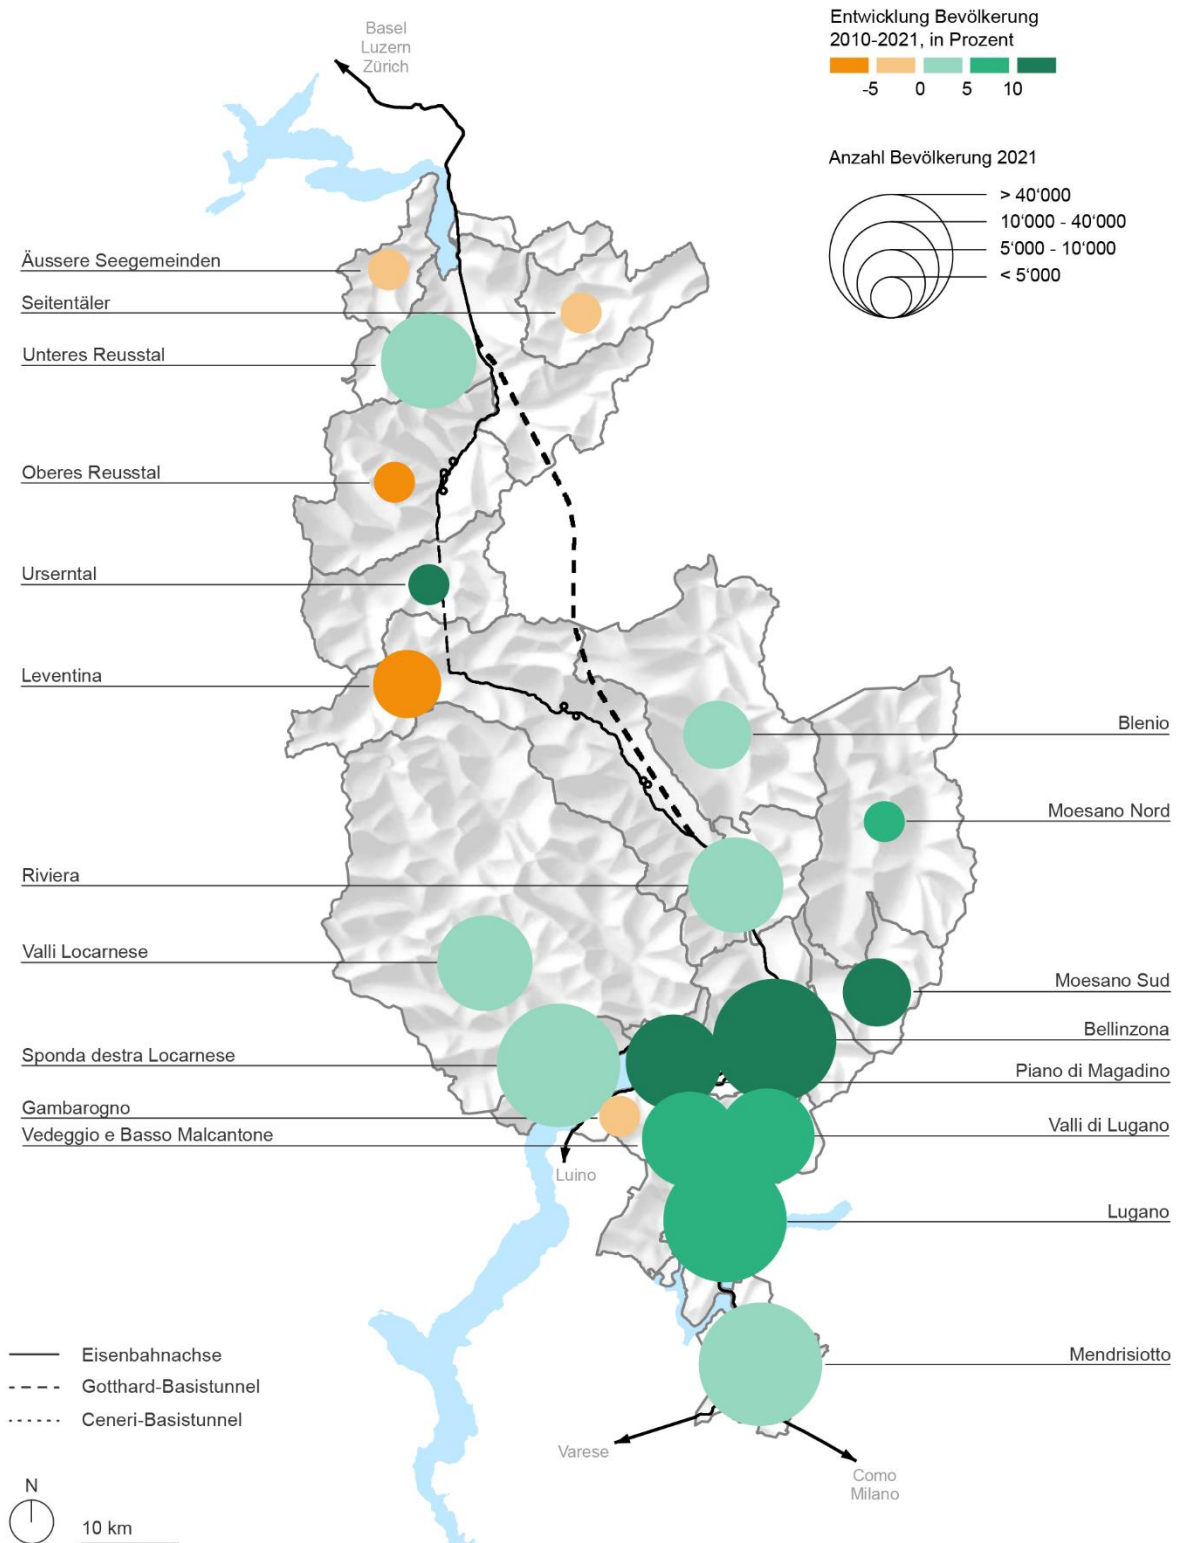 Entwicklung Bevölkerung
2010-2021, in Prozent
-5 0 5 10
Anzahl Bevölkerung 2021
> 40'000
10'000 - 40'000
5'000 - 10'000
< 5'000
Basel
Luzern
Zürich
Äussere Seegemeinden
Seitentäler
Unteres Reusstal
Oberes Reusstal
Urserntal
Leventina
Blenio
Moesano Nord
Riviera
Valli Locarnese
Moesano Sud
Bellinzona
Sponda destra Locarnese
Piano di Magadino
Gambarogno
Valli di Lugano
Vedeggio e Basso Malcantone
Luino
Lugano
Mendrisiotto
Eisenbahnachse
Gotthard-Basistunnel
Ceneri-Basistunnel
Varese
Como
Milano
N
10 km